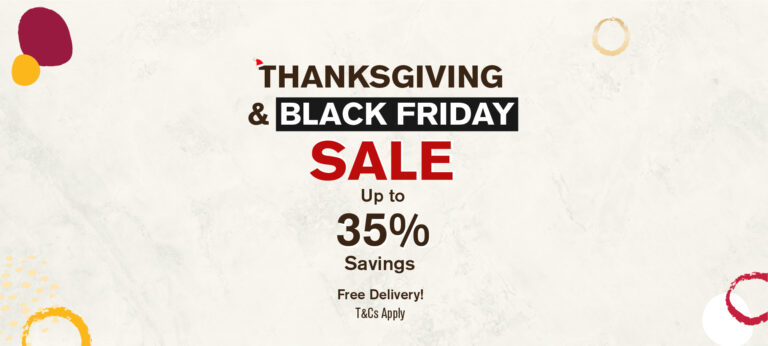 THANKSGIVING
& BLACK FRIDAY
SALE
Up to
35%
Savings
Free Delivery!
T&Cs Apply